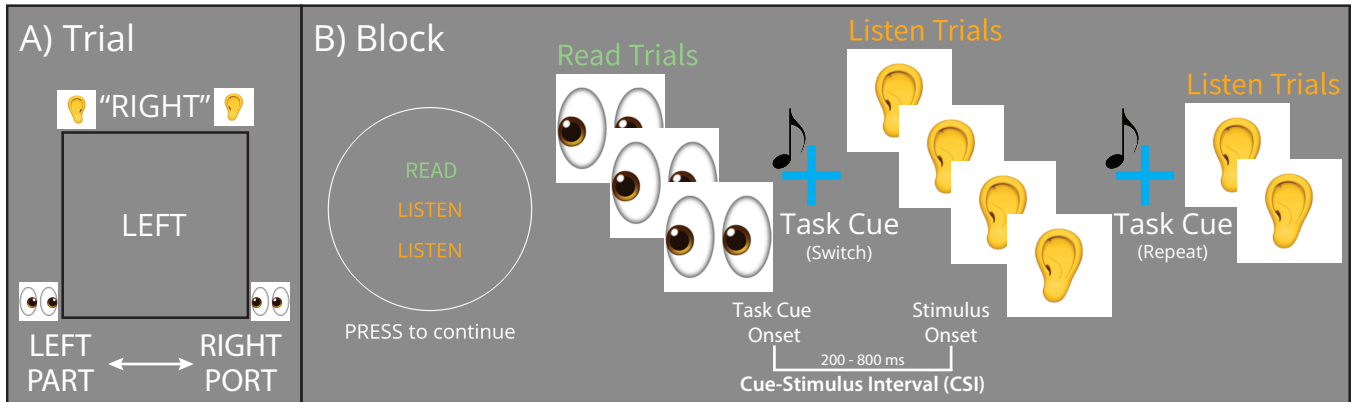 A) Trial
“RIGHT”
LEFT
LEFT RIGHT
PART PORT
B) Block
READ
LISTEN
LISTEN
PRESS to continue
Read Trials
Task Cue
(Switch)
Listen Trials
Task Cue
(Repeat)
Listen Trials
Task Cue Stimulus
Onset Onset
200 - 800 ms
Cue-Stimulus Interval (CSI)